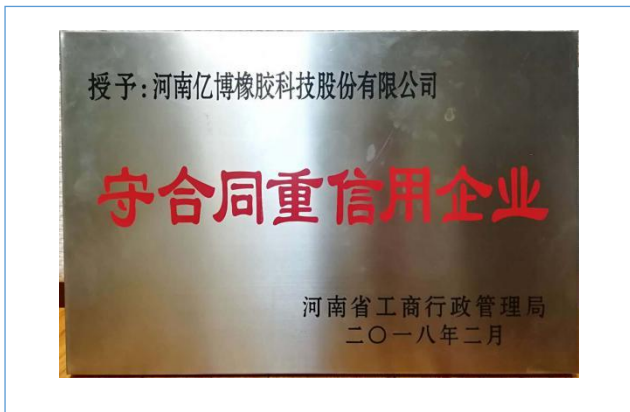 授予:河南亿博橡胶科技股份有限公司
守合同重信用企业
河南省工商行政管理局
二〇一八年二月